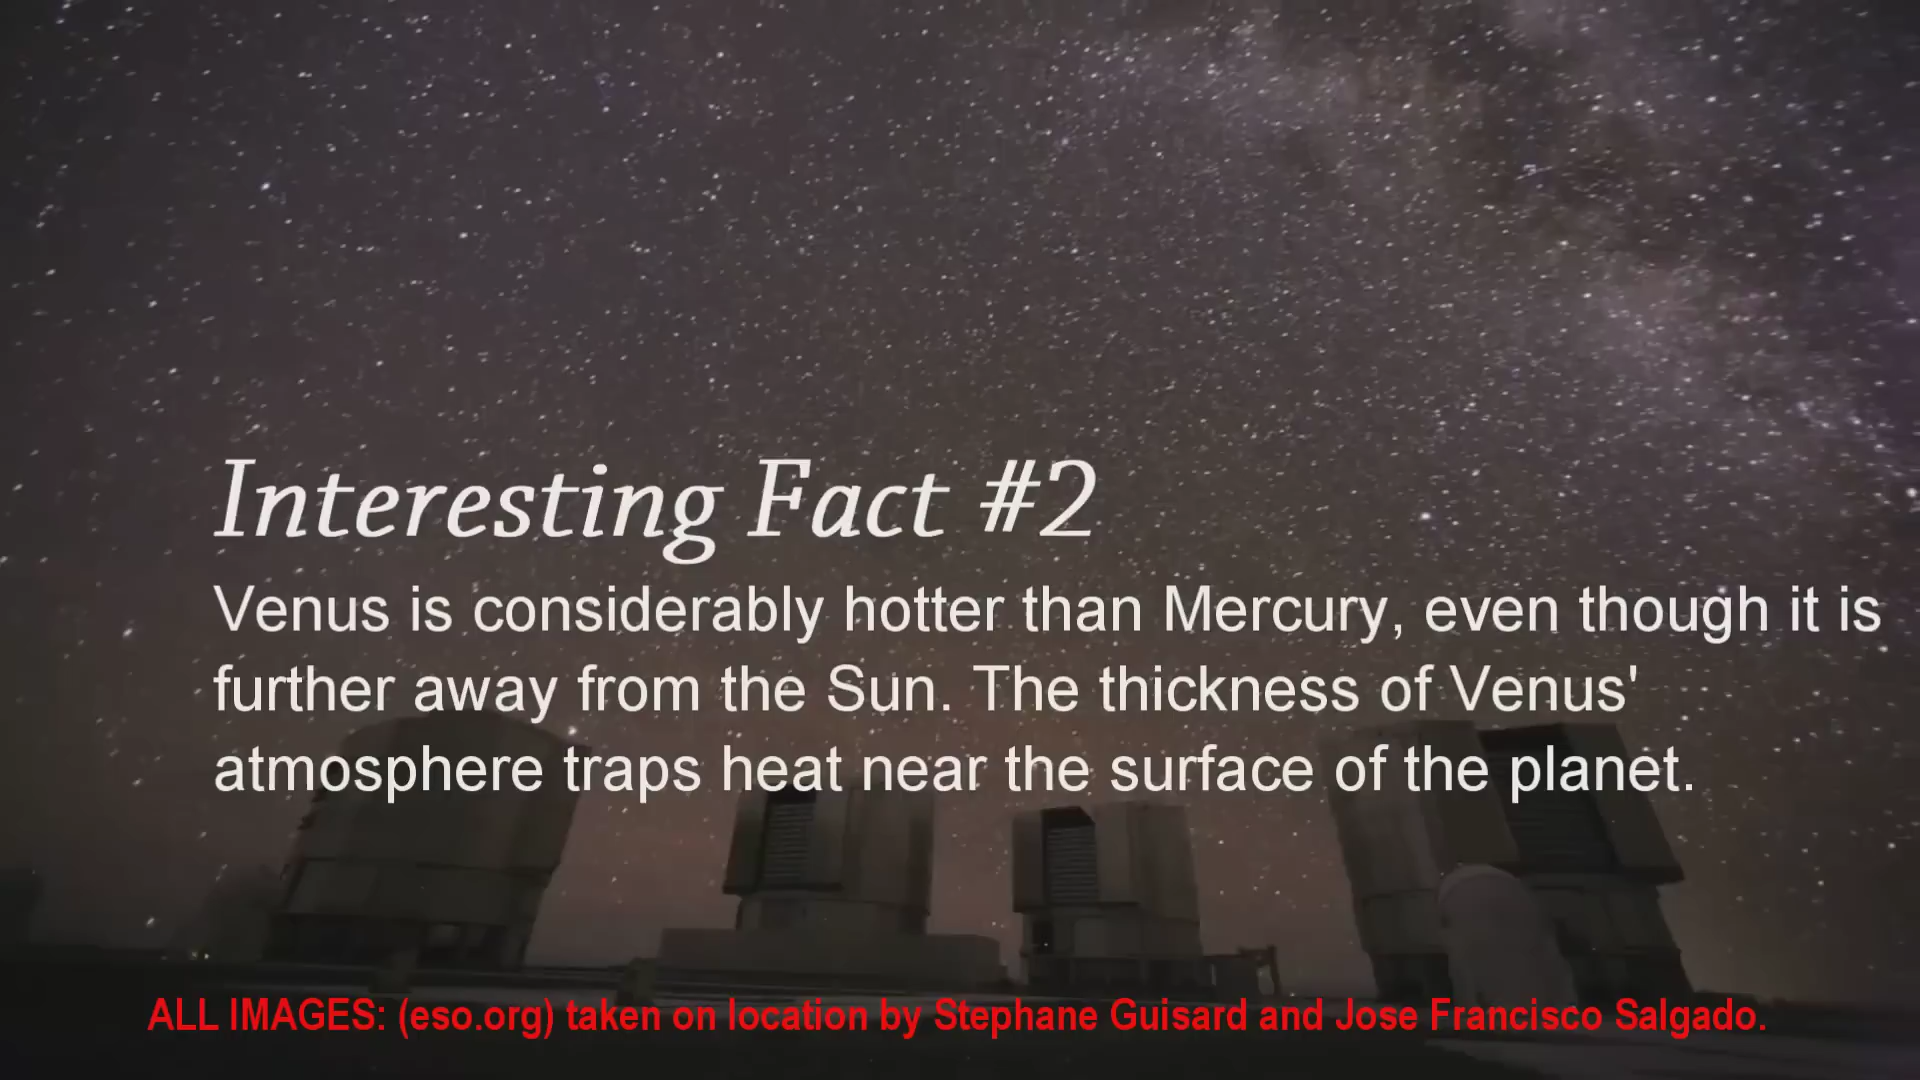 Interesting Fact #2
Venus is considerably hotter than Mercury, even though it is
further away from the Sun. The thickness of Venus'
atmosphere traps heat near the surface of the planet.
ALL IMAGES: (eso.org) taken on location by Stephane Guisard and Jose Francisco Salgado.